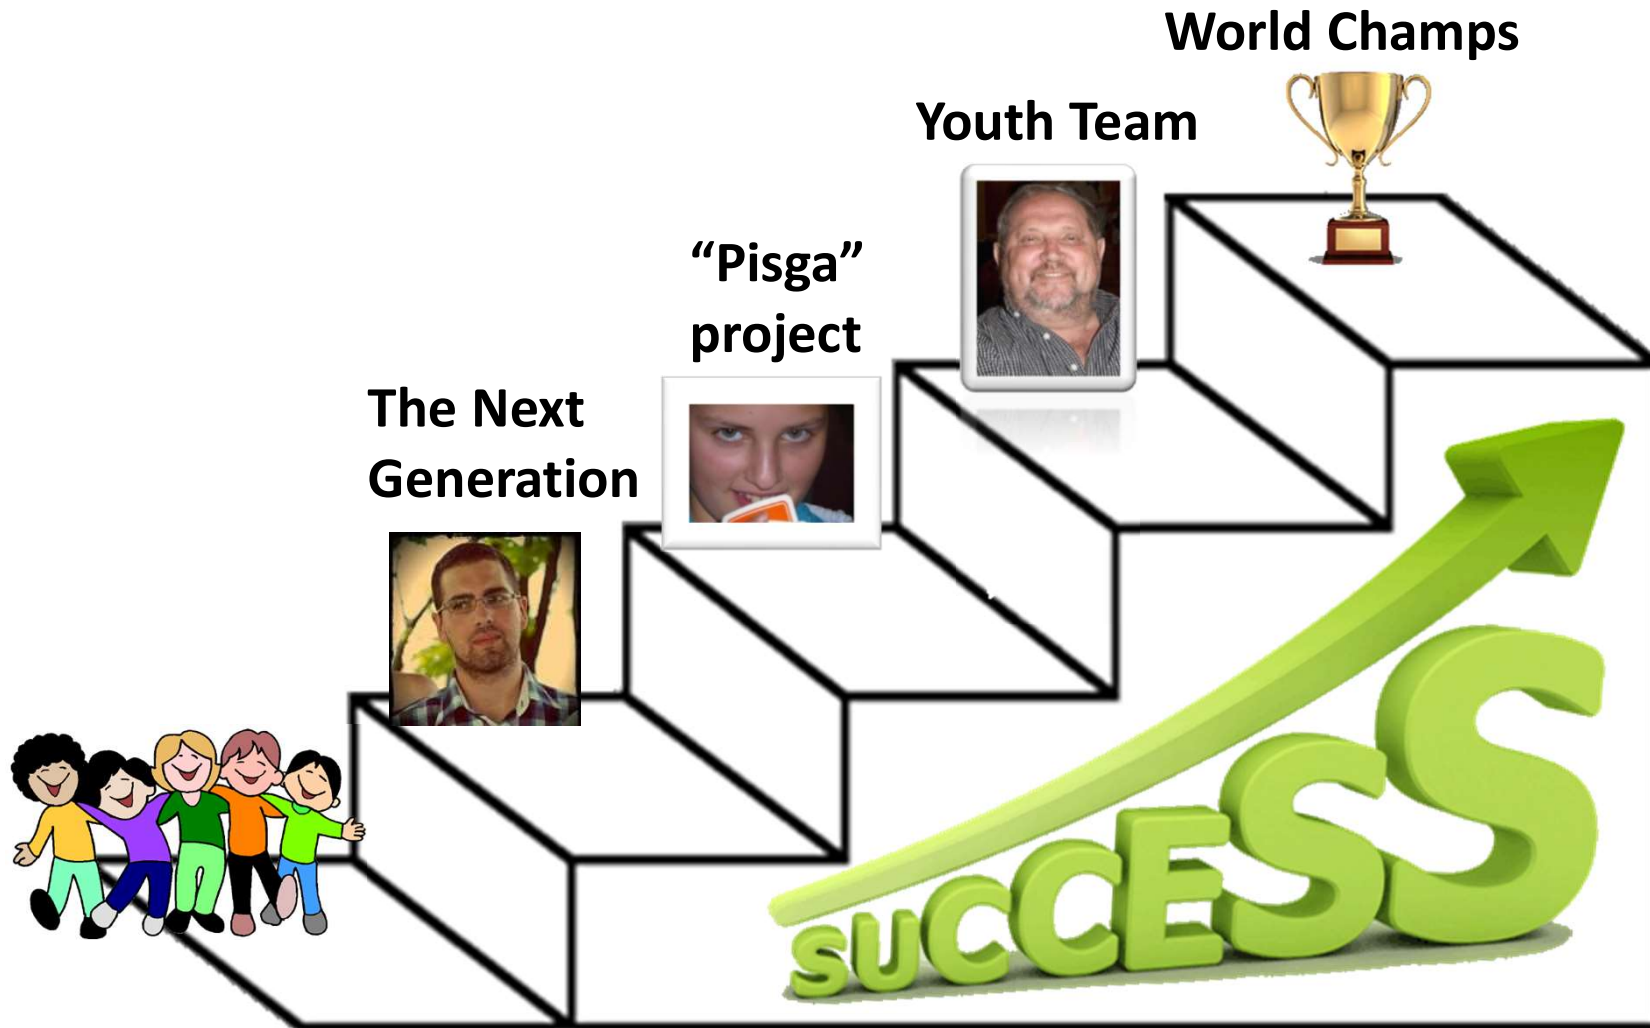 World Champs
Youth Team
“Pisga”
project
The Next
Generation
SUCCESS